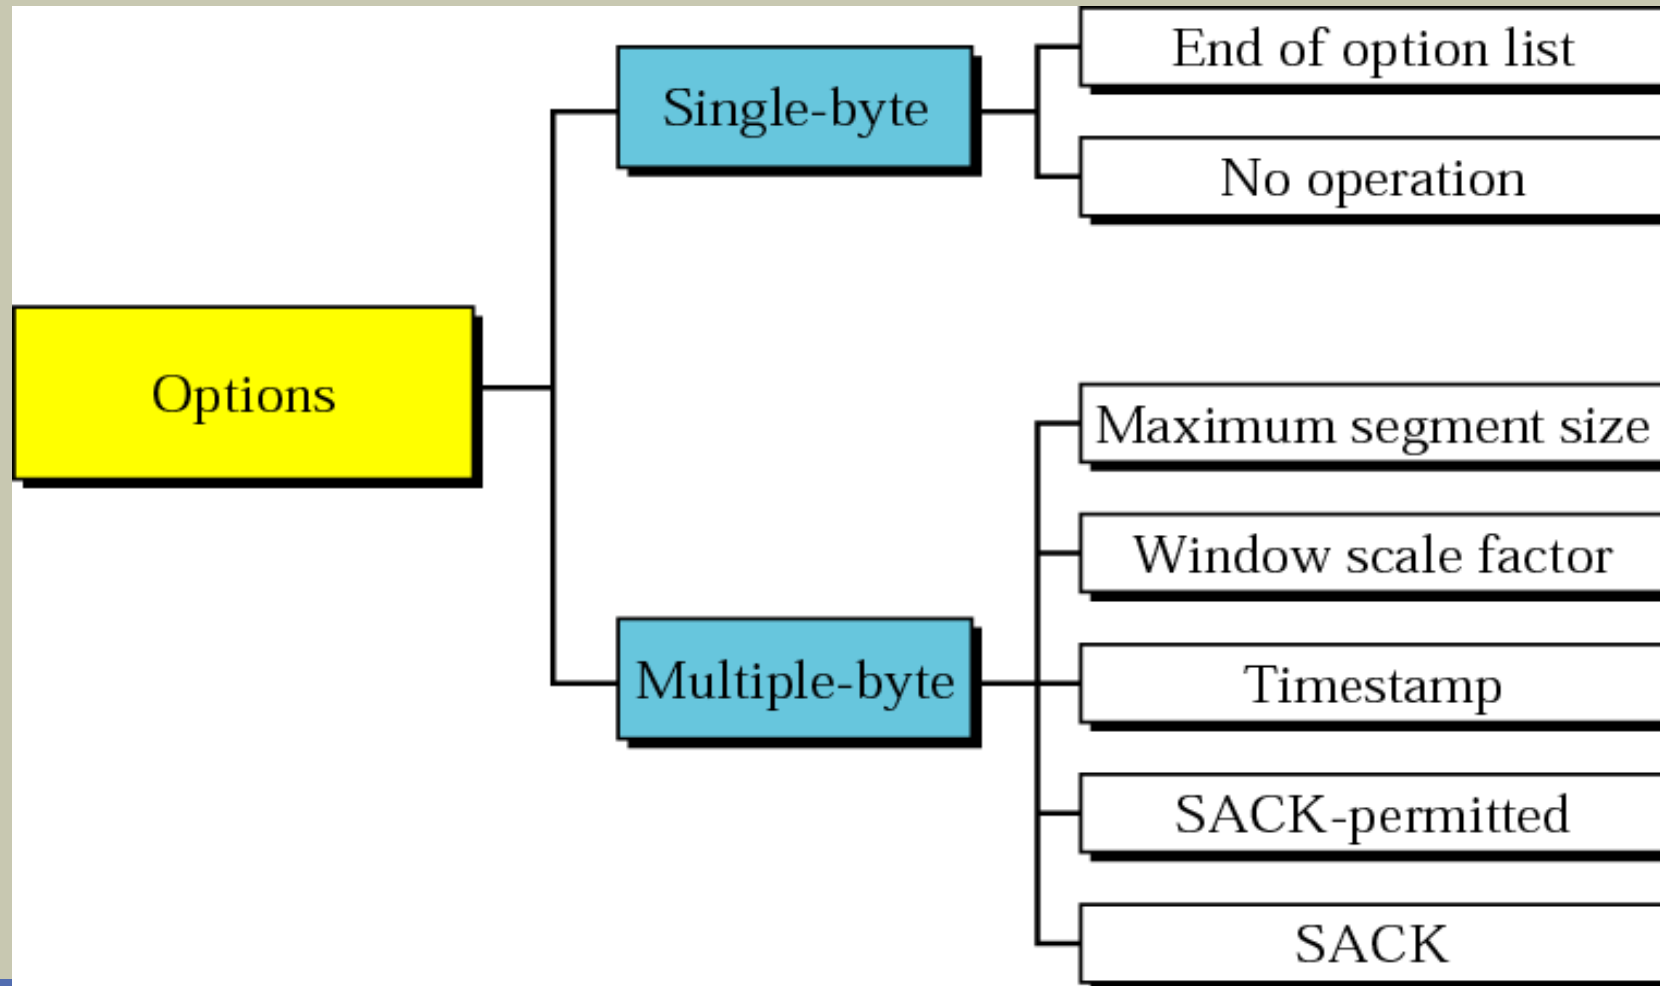 Options
Single-byte
End of option list
No operation
Multiple-byte
Maximum segment size
Window scale factor
Timestamp
SACK-permitted
SACK